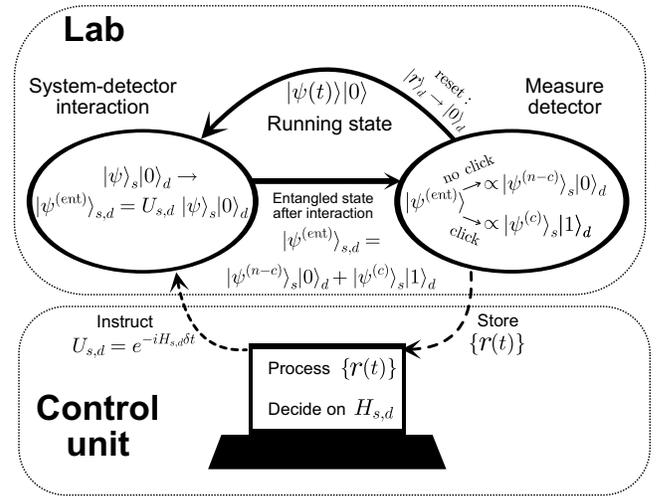 Lab
System-detector
interaction
|ψ(t)⟩|0⟩
Running state
reset :
|r⟩_d → |0⟩_d
Measure
detector
|ψ⟩_s|0⟩_d →
|ψ^(ent)⟩_{s,d} = U_{s,d} |ψ⟩_s|0⟩_d
Entangled state
after interaction
|ψ^(ent)⟩_{s,d} =
|ψ^(n-c)⟩_s|0⟩_d + |ψ^(c)⟩_s|1⟩_d
no click
|ψ^(ent)⟩
→ ∝|ψ^(n-c)⟩_s|0⟩_d
→ ∝|ψ^(c)⟩_s|1⟩_d
click
Instruct
U_{s,d} = e^{-iH_{s,d}δt}
Store
{r(t)}
Control
unit
Process {r(t)}
Decide on H_{s,d}